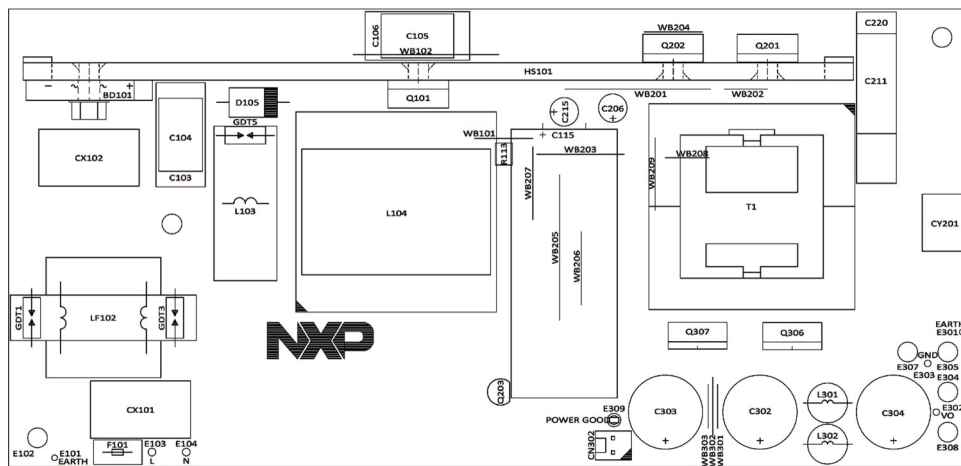 C106
C105
WB102
WB204
Q202
Q201
C220
C211
HS101
− ~ ~ +
BD101
Q101
WB201
WB202
D105
GDT5
C215
C206
C104
C103
CX102
WB101
+ C115
R113
WB203
WB207
WB209
WB208
L103
L104
T1
WB205
WB206
CY201
GDT1
LF102
GDT3
NXP
Q307
Q306
EARTH
E3010
GND
E307
E303
E305
E304
CX101
Q203
E309
POWER GOOD
CN302
C303
WB303
WB302
WB301
C302
L301
L302
C304
E302
VO
E308
E102
E101
EARTH
F101
E103
L
E104
N